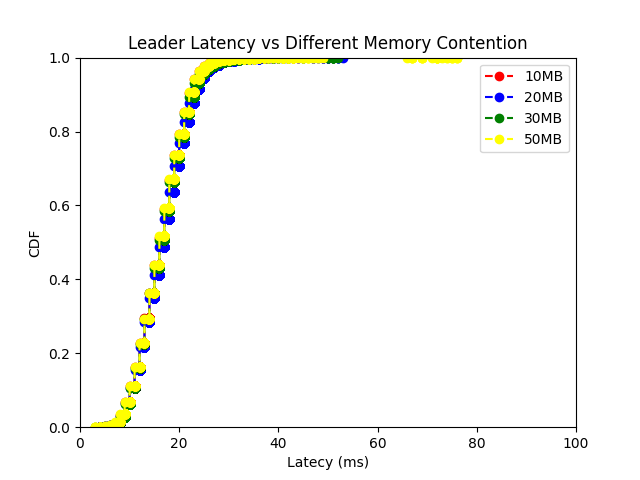 Leader Latency vs Different Memory Contention
1.0
0.8
0.6
0.4
0.2
0.0
CDF
10MB
20MB
30MB
50MB
0 20 40 60 80 100
Latecy (ms)